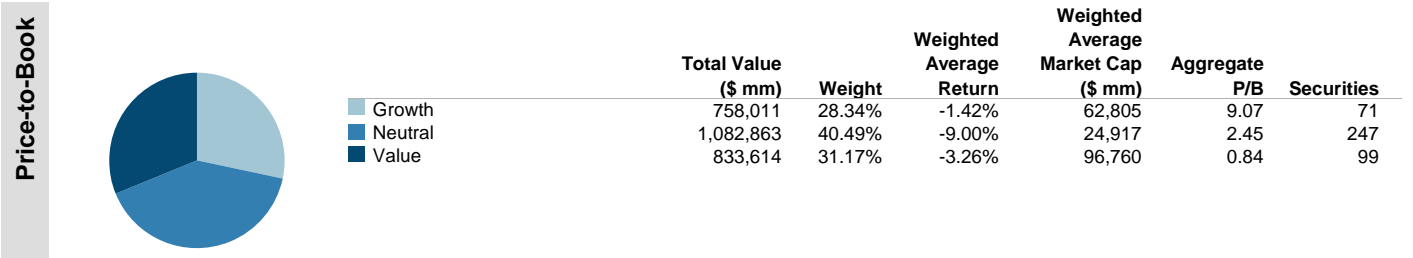 Price-to-Book
Weighted
Weighted Average
Total Value Average Market Cap Aggregate
($ mm) Weight Return ($ mm) P/B Securities
Growth 758,011 28.34% -1.42% 62,805 9.07 71
Neutral 1,082,863 40.49% -9.00% 24,917 2.45 247
Value 833,614 31.17% -3.26% 96,760 0.84 99